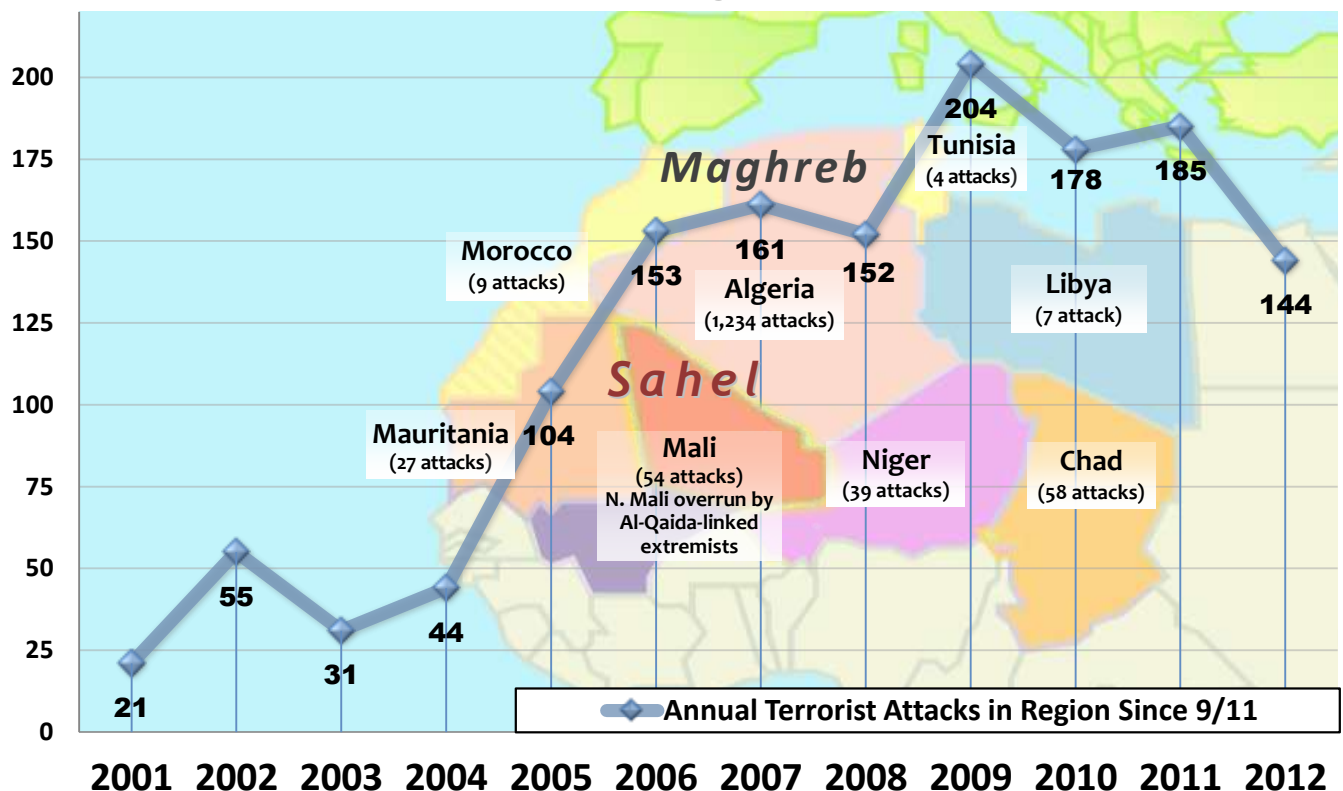 200
175
150
125
100
75
50
25
0
Maghreb
Sahel
Morocco
(9 attacks)
Algeria
(1,234 attacks)
Tunisia
(4 attacks)
Libya
(7 attack)
Mauritania
(27 attacks)
Mali
(54 attacks)
N. Mali overrun by
Al-Qaida-linked
extremists
Niger
(39 attacks)
Chad
(58 attacks)
21
55
31
44
104
153
161
152
204
178
185
144
Annual Terrorist Attacks in Region Since 9/11
2001 2002 2003 2004 2005 2006 2007 2008 2009 2010 2011 2012